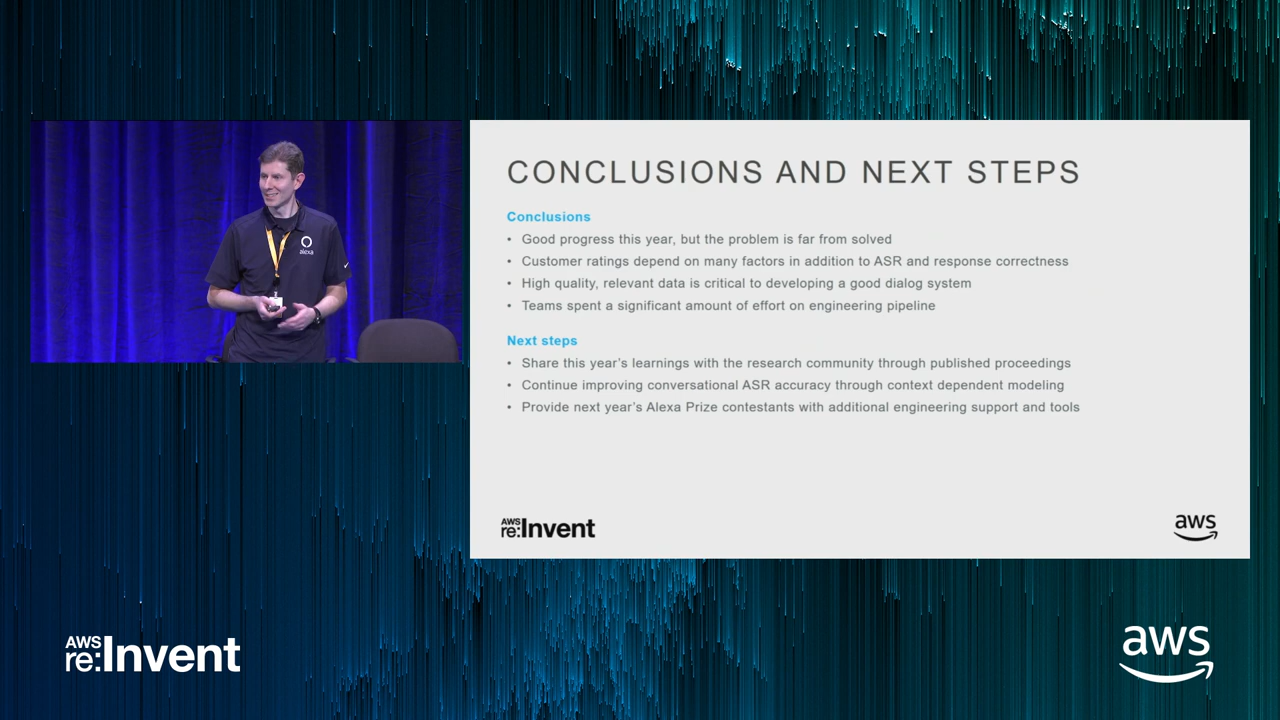 alexa
CONCLUSIONS AND NEXT STEPS
Conclusions
• Good progress this year, but the problem is far from solved
• Customer ratings depend on many factors in addition to ASR and response correctness
• High quality, relevant data is critical to developing a good dialog system
• Teams spent a significant amount of effort on engineering pipeline
Next steps
• Share this year's learnings with the research community through published proceedings
• Continue improving conversational ASR accuracy through context dependent modeling
• Provide next year's Alexa Prize contestants with additional engineering support and tools
AWS
re:Invent
aws
AWS
re:Invent
aws